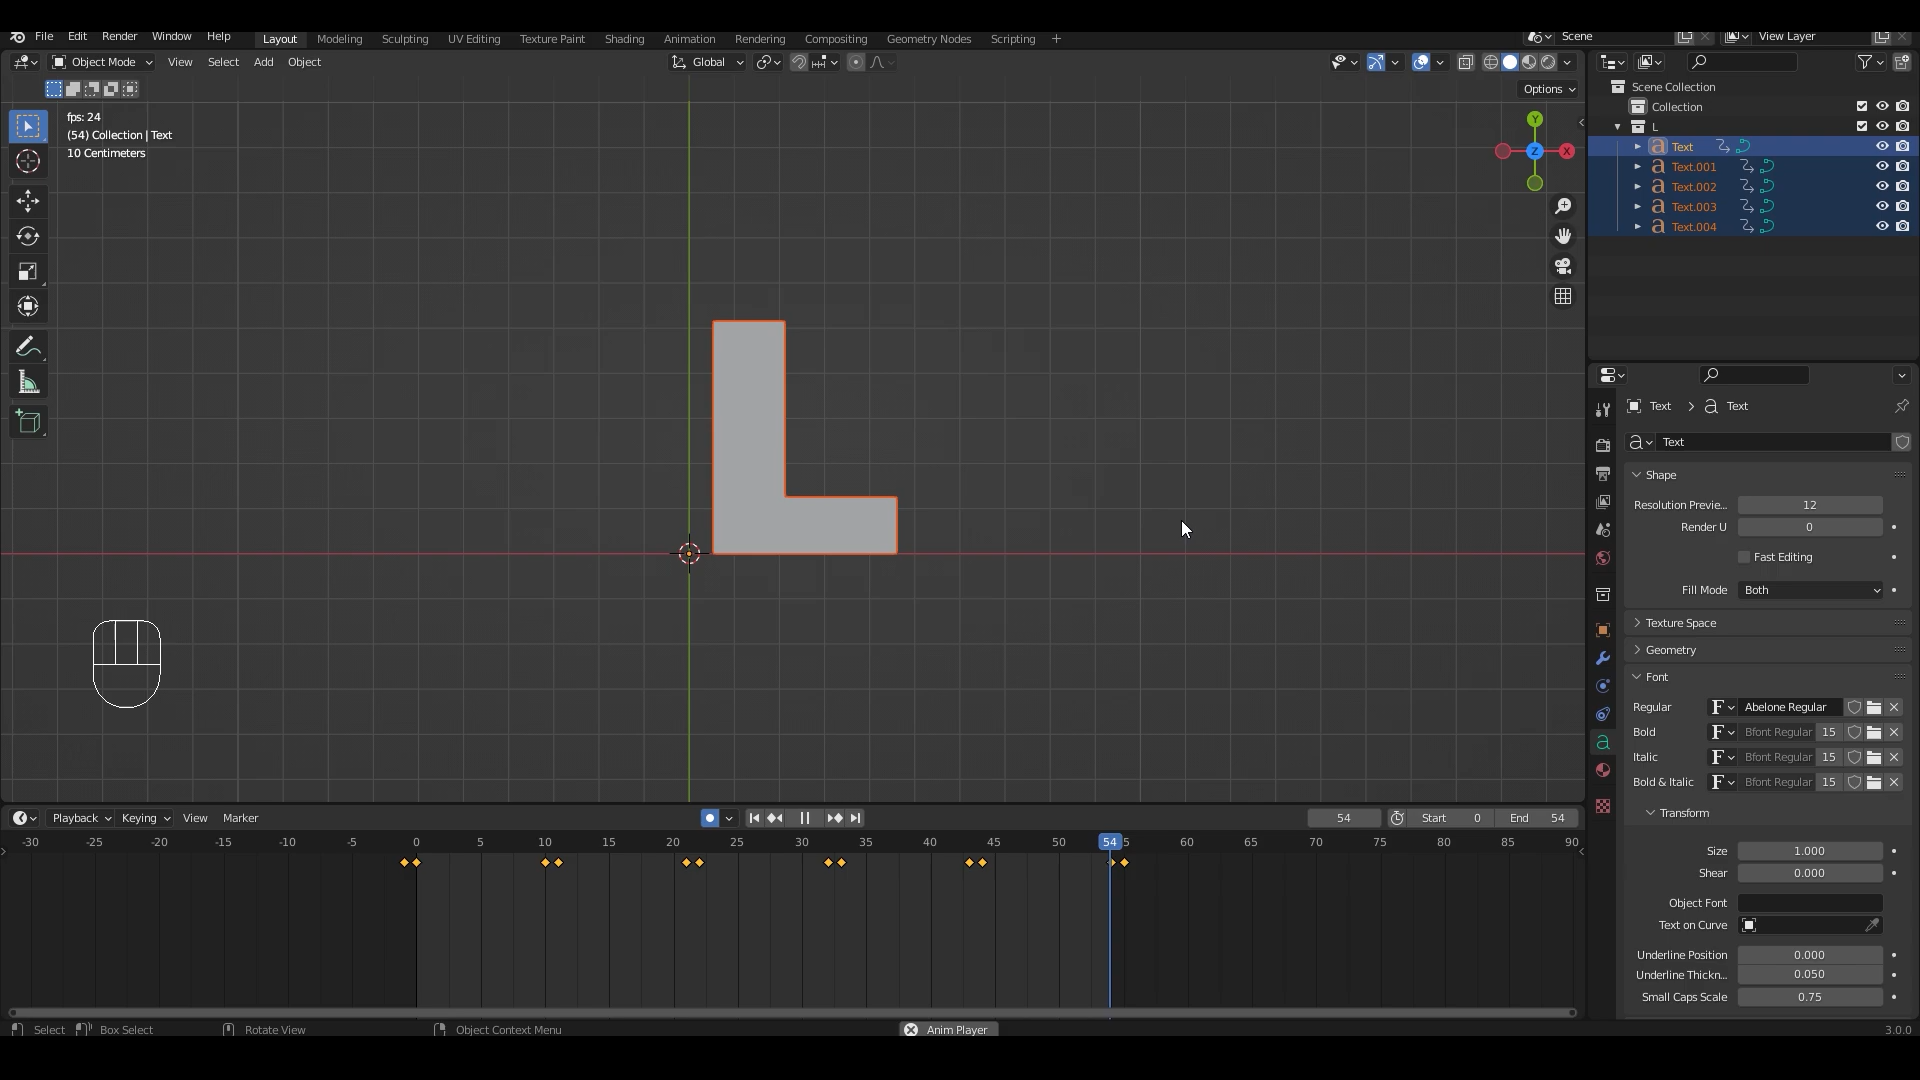 File Edit Render Window Help Layout Modeling Sculpting UV Editing Texture Paint Shading Animation Rendering Compositing Geometry Nodes Scripting + Scene View Layer
Object Mode View Select Add Object Global
Options
fps: 24
(54) Collection | Text
10 Centimeters
Y
Z X
L
Scene Collection
Collection
L
Text
Text.001
Text.002
Text.003
Text.004
Text > Text
Text
Shape
Resolution Previe... 12
Render U 0
Fast Editing
Fill Mode Both
Texture Space
Geometry
Font
Regular F Abelone Regular
Bold F Bfont Regular 15
Italic F Bfont Regular 15
Bold & Italic F Bfont Regular 15
Transform
Size 1.000
Shear 0.000
Object Font
Text on Curve
Underline Position 0.000
Underline Thickn... 0.050
Small Caps Scale 0.75
Playback Keying View Marker 54 Start 0 End 54
-30 -25 -20 -15 -10 -5 0 5 10 15 20 25 30 35 40 45 50 54 5 60 65 70 75 80 85 90
Select Box Select Rotate View Object Context Menu Anim Player 3.0.0